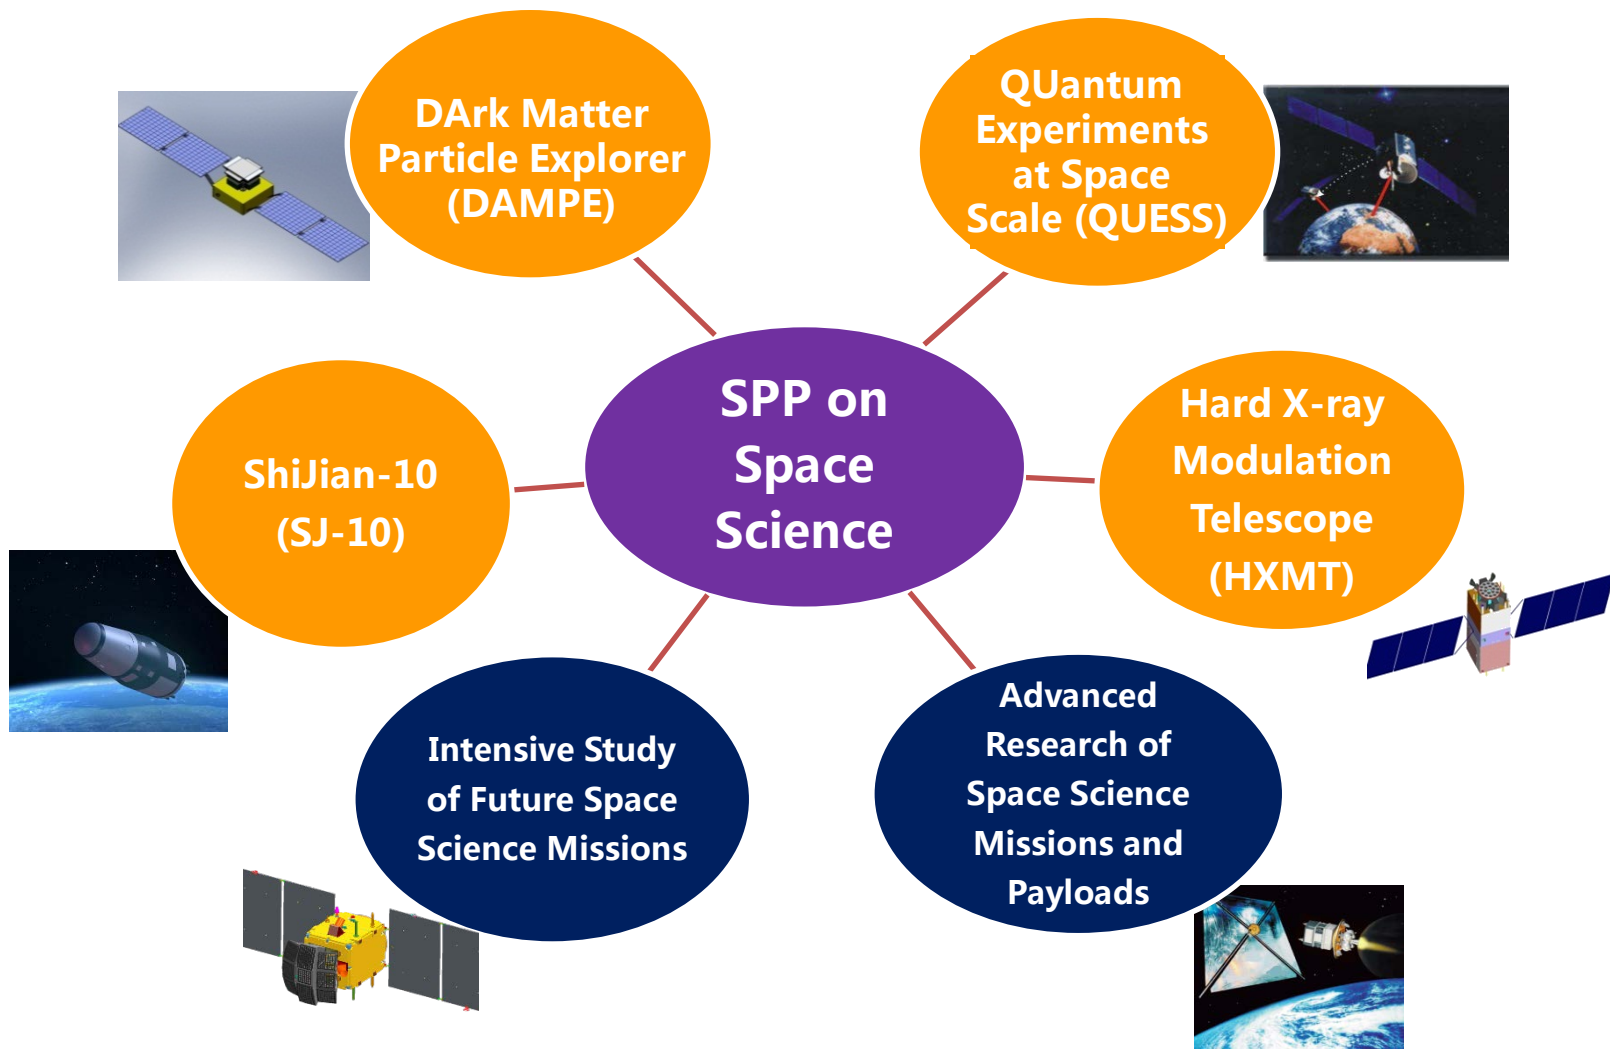 DArk Matter
Particle Explorer
(DAMPE)
QUantum
Experiments
at Space
Scale (QUESS)
SPP on
Space
Science
ShiJian-10
(SJ-10)
Hard X-ray
Modulation
Telescope
(HXMT)
Intensive Study
of Future Space
Science Missions
Advanced
Research of
Space Science
Missions and
Payloads